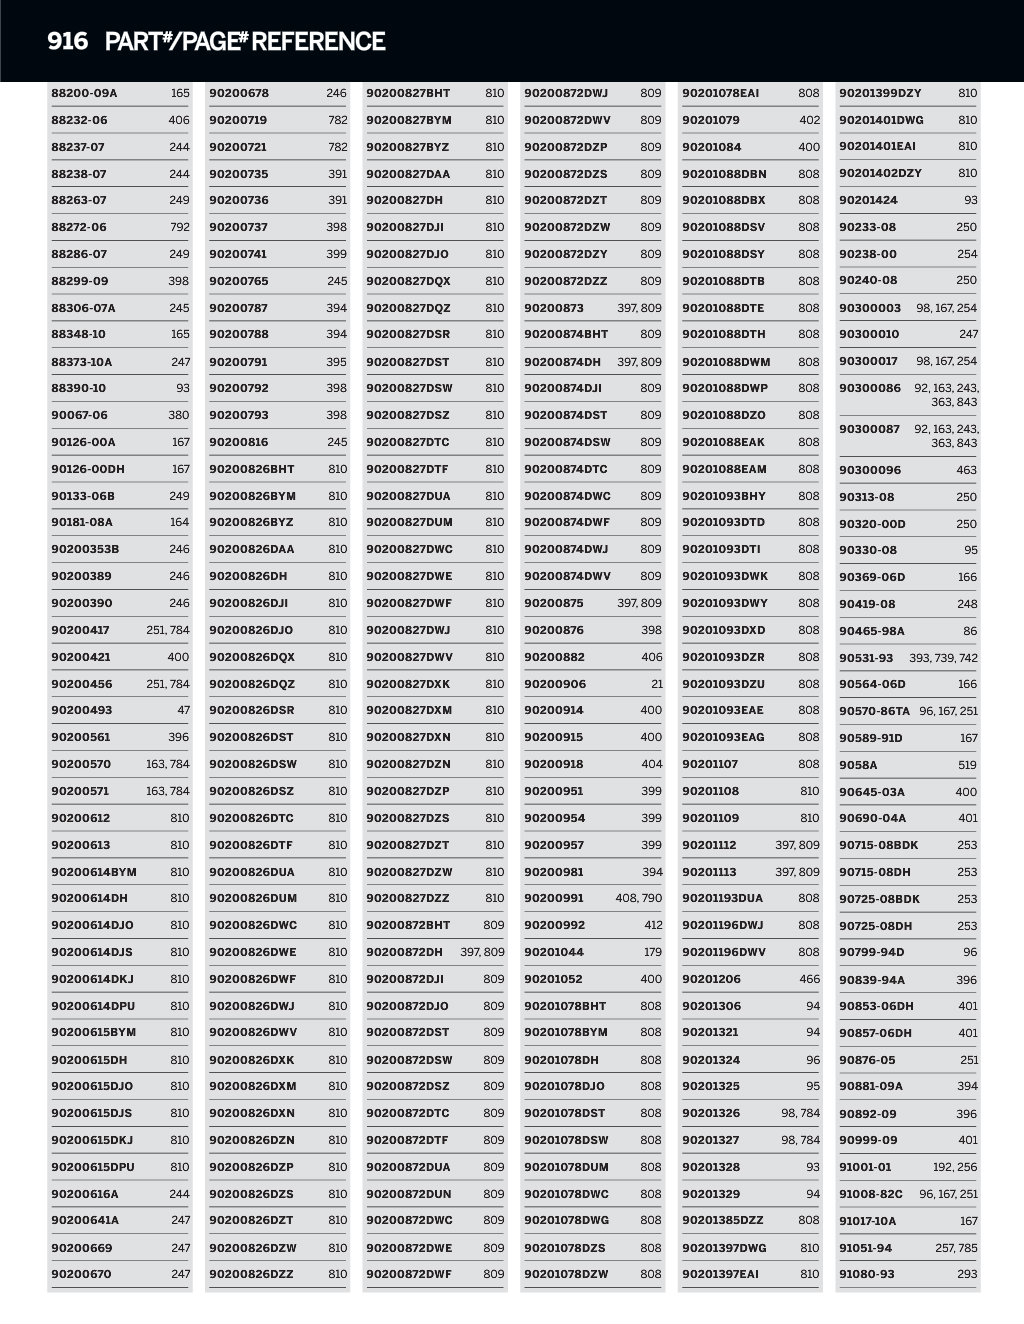 916 PART#/PAGE# REFERENCE
88200-09A 165
88232-06 406
88237-07 244
88238-07 244
88263-07 249
88272-06 792
88286-07 249
88299-09 398
88306-07A 245
88348-10 165
88373-10A 247
88390-10 93
90067-06 380
90126-00A 167
90126-00DH 167
90133-06B 249
90181-08A 164
90200353B 246
90200389 246
90200390 246
90200417 251, 784
90200421 400
90200456 251, 784
90200493 47
90200561 396
90200570 163, 784
90200571 163, 784
90200612 810
90200613 810
90200614BYM 810
90200614DH 810
90200614DJO 810
90200614DJS 810
90200614DKJ 810
90200614DPU 810
90200615BYM 810
90200615DH 810
90200615DJO 810
90200615DJS 810
90200615DKJ 810
90200615DPU 810
90200616A 244
90200641A 247
90200669 247
90200670 247
90200678 246
90200719 782
90200721 782
90200735 391
90200736 391
90200737 398
90200741 399
90200765 245
90200787 394
90200788 394
90200791 395
90200792 398
90200793 398
90200816 245
90200826BHT 810
90200826BYM 810
90200826BYZ 810
90200826DAA 810
90200826DH 810
90200826DJI 810
90200826DJO 810
90200826DQX 810
90200826DQZ 810
90200826DSR 810
90200826DST 810
90200826DSW 810
90200826DSZ 810
90200826DTC 810
90200826DTF 810
90200826DUA 810
90200826DUM 810
90200826DWC 810
90200826DWE 810
90200826DWF 810
90200826DWJ 810
90200826DWV 810
90200826DXK 810
90200826DXM 810
90200826DXN 810
90200826DZN 810
90200826DZP 810
90200826DZS 810
90200826DZT 810
90200826DZW 810
90200826DZZ 810
90200827BHT 810
90200827BYM 810
90200827BYZ 810
90200827DAA 810
90200827DH 810
90200827DJI 810
90200827DJO 810
90200827DQX 810
90200827DQZ 810
90200827DSR 810
90200827DST 810
90200827DSW 810
90200827DSZ 810
90200827DTC 810
90200827DTF 810
90200827DUA 810
90200827DUM 810
90200827DWC 810
90200827DWE 810
90200827DWF 810
90200827DWJ 810
90200827DWV 810
90200827DXK 810
90200827DXM 810
90200827DXN 810
90200827DZN 810
90200827DZP 810
90200827DZS 810
90200827DZT 810
90200827DZW 810
90200827DZZ 810
90200872BHT 809
90200872DH 397, 809
90200872DJI 809
90200872DJO 809
90200872DST 809
90200872DSW 809
90200872DSZ 809
90200872DTC 809
90200872DTF 809
90200872DUA 809
90200872DUN 809
90200872DWC 809
90200872DWE 809
90200872DWF 809
90200872DWJ 809
90200872DWV 809
90200872DZP 809
90200872DZS 809
90200872DZT 809
90200872DZW 809
90200872DZY 809
90200872DZZ 809
90200873 397, 809
90200874BHT 809
90200874DH 397, 809
90200874DJI 809
90200874DST 809
90200874DSW 809
90200874DTC 809
90200874DWC 809
90200874DWF 809
90200874DWJ 809
90200874DWV 809
90200875 397, 809
90200876 398
90200882 406
90200906 21
90200914 400
90200915 400
90200918 404
90200951 399
90200954 399
90200957 399
90200981 394
90200991 408, 790
90200992 412
90201044 179
90201052 400
90201078BHT 808
90201078BYM 808
90201078DH 808
90201078DJO 808
90201078DST 808
90201078DSW 808
90201078DUM 808
90201078DWC 808
90201078DWG 808
90201078DZS 808
90201078DZW 808
90201078EAI 808
90201079 402
90201084 400
90201088DBN 808
90201088DBX 808
90201088DSV 808
90201088DSY 808
90201088DTB 808
90201088DTE 808
90201088DTH 808
90201088DWM 808
90201088DWP 808
90201088DZO 808
90201088EAK 808
90201088EAM 808
90201093BHY 808
90201093DTD 808
90201093DTI 808
90201093DWK 808
90201093DWY 808
90201093DXD 808
90201093DZR 808
90201093DZU 808
90201093EAE 808
90201093EAG 808
90201107 808
90201108 810
90201109 810
90201112 397, 809
90201113 397, 809
90201193DUA 808
90201196DWJ 808
90201196DWV 808
90201206 466
90201306 94
90201321 94
90201324 96
90201325 95
90201326 98, 784
90201327 98, 784
90201328 93
90201329 94
90201385DZZ 808
90201397DWG 810
90201397EAI 810
90201399DZY 810
90201401DWG 810
90201401EAI 810
90201402DZY 810
90201424 93
90233-08 250
90238-00 254
90240-08 250
90300003 98, 167, 254
90300010 247
90300017 98, 167, 254
90300086 92, 163, 243,
363, 843
90300087 92, 163, 243,
363, 843
90300096 463
90313-08 250
90320-00D 250
90330-08 95
90369-06D 166
90419-08 248
90465-98A 86
90531-93 393, 739, 742
90564-06D 166
90570-86TA 96, 167, 251
90589-91D 167
9058A 519
90645-03A 400
90690-04A 401
90715-08BDK 253
90715-08DH 253
90725-08BDK 253
90725-08DH 253
90799-94D 96
90839-94A 396
90853-06DH 401
90857-06DH 401
90876-05 251
90881-09A 394
90892-09 396
90999-09 401
91001-01 192, 256
91008-82C 96, 167, 251
91017-10A 167
91051-94 257, 785
91080-93 293